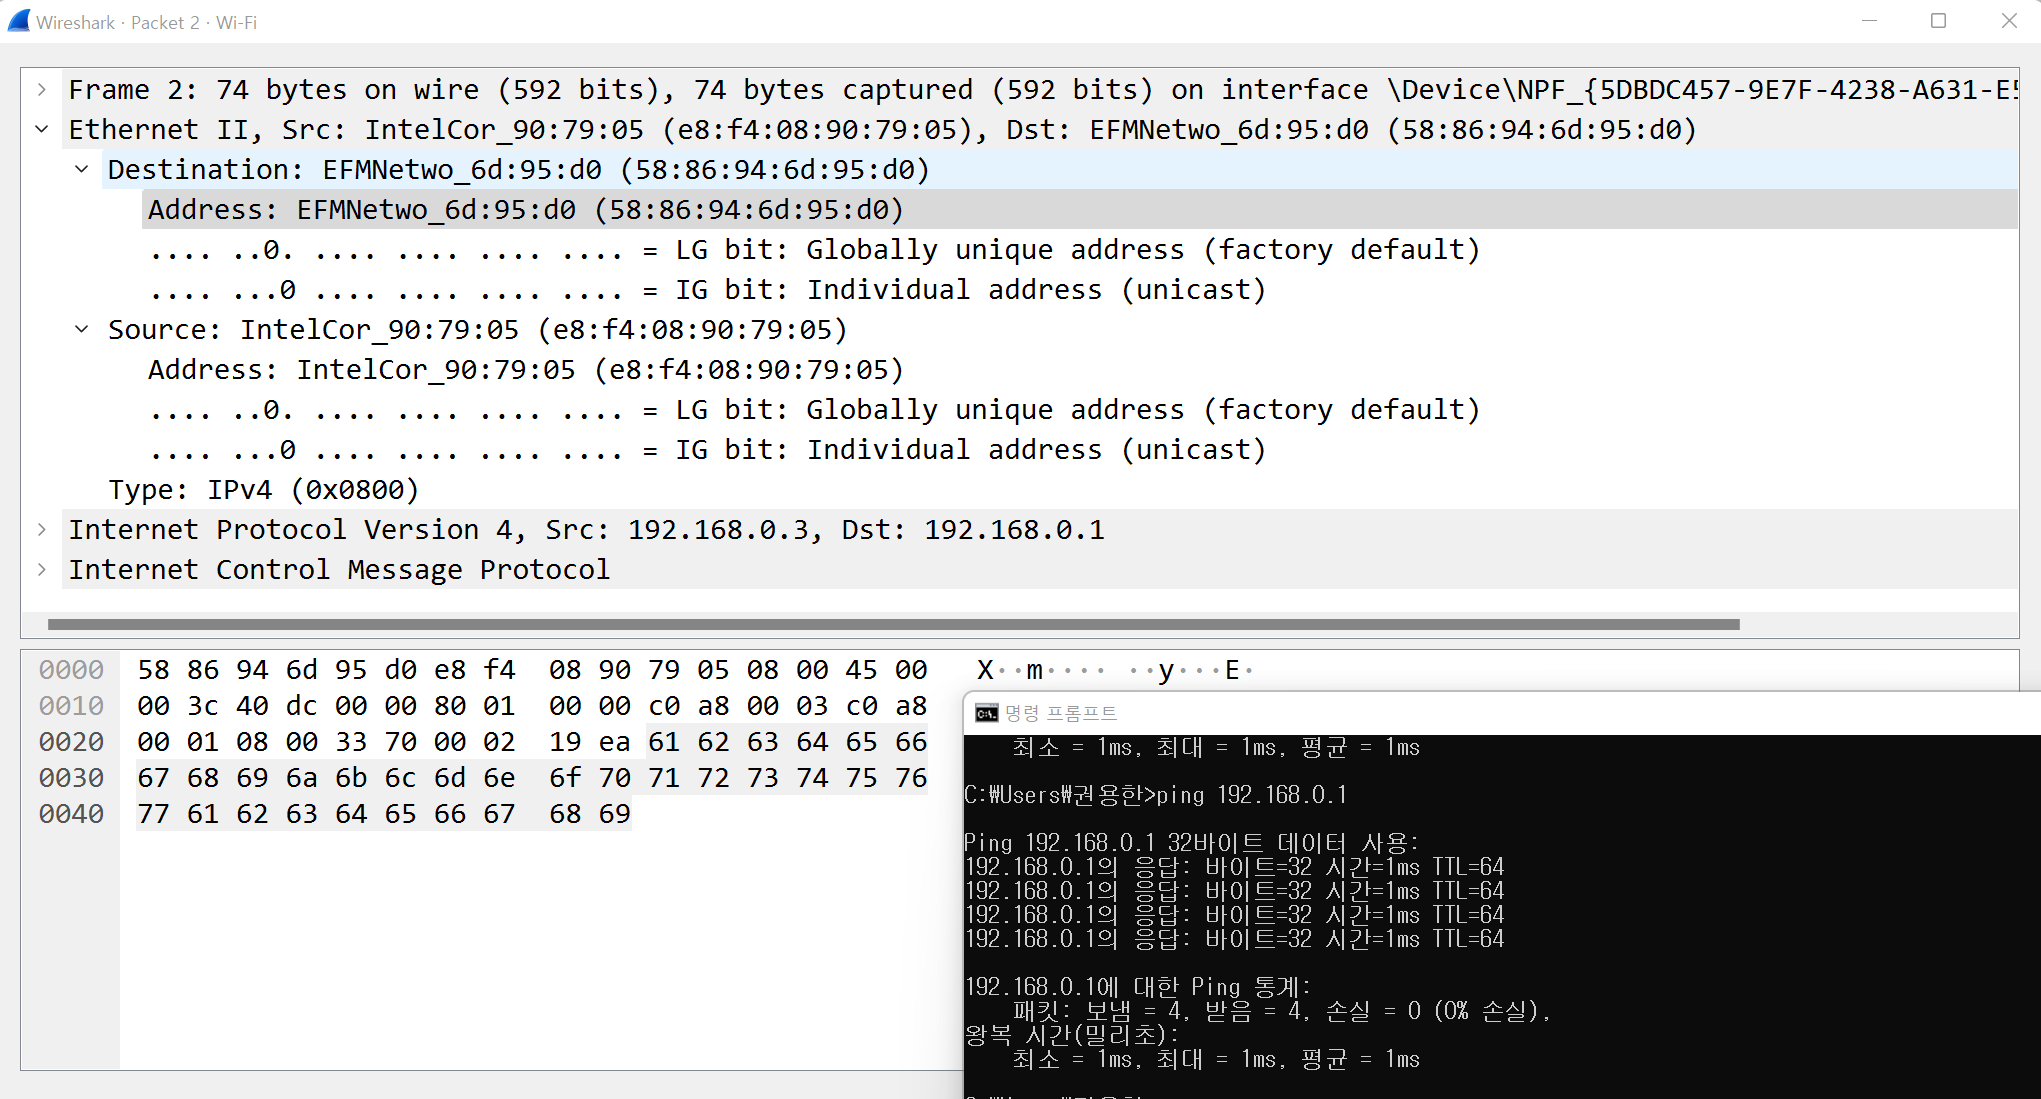 Wireshark · Packet 2 · Wi-Fi
Frame 2: 74 bytes on wire (592 bits), 74 bytes captured (592 bits) on interface \Device\NPF_{5DBDC457-9E7F-4238-A631-E5
Ethernet II, Src: IntelCor_90:79:05 (e8:f4:08:90:79:05), Dst: EFMNetwo_6d:95:d0 (58:86:94:6d:95:d0)
Destination: EFMNetwo_6d:95:d0 (58:86:94:6d:95:d0)
Address: EFMNetwo_6d:95:d0 (58:86:94:6d:95:d0)
.... ..0. .... .... .... .... = LG bit: Globally unique address (factory default)
.... ...0 .... .... .... .... = IG bit: Individual address (unicast)
Source: IntelCor_90:79:05 (e8:f4:08:90:79:05)
Address: IntelCor_90:79:05 (e8:f4:08:90:79:05)
.... ..0. .... .... .... .... = LG bit: Globally unique address (factory default)
.... ...0 .... .... .... .... = IG bit: Individual address (unicast)
Type: IPv4 (0x0800)
Internet Protocol Version 4, Src: 192.168.0.3, Dst: 192.168.0.1
Internet Control Message Protocol
0000 58 86 94 6d 95 d0 e8 f4 08 90 79 05 08 00 45 00 X··m···· ··y···E·
0010 00 3c 40 dc 00 00 80 01 00 00 c0 a8 00 03 c0 a8
0020 00 01 08 00 33 70 00 02 19 ea 61 62 63 64 65 66
0030 67 68 69 6a 6b 6c 6d 6e 6f 70 71 72 73 74 75 76
0040 77 61 62 63 64 65 66 67 68 69
명령 프롬프트
최소 = 1ms, 최대 = 1ms, 평균 = 1ms
C:₩Users₩권용한>ping 192.168.0.1
Ping 192.168.0.1 32바이트 데이터 사용:
192.168.0.1의 응답: 바이트=32 시간=1ms TTL=64
192.168.0.1의 응답: 바이트=32 시간=1ms TTL=64
192.168.0.1의 응답: 바이트=32 시간=1ms TTL=64
192.168.0.1의 응답: 바이트=32 시간=1ms TTL=64
192.168.0.1에 대한 Ping 통계:
패킷: 보냄 = 4, 받음 = 4, 손실 = 0 (0% 손실),
왕복 시간(밀리초):
최소 = 1ms, 최대 = 1ms, 평균 = 1ms